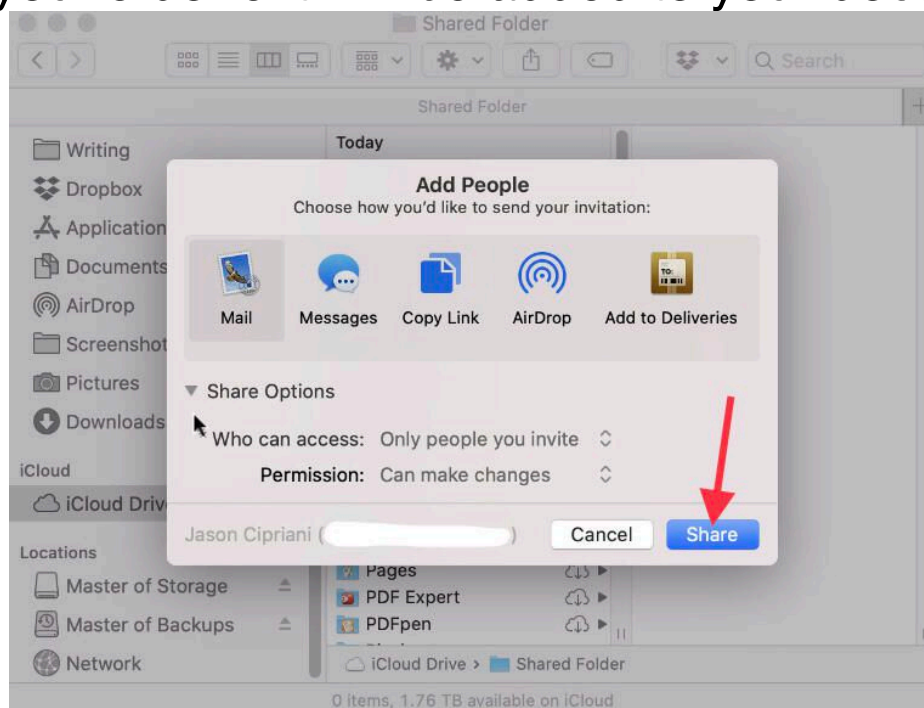 Shared Folder
Search
Shared Folder
Writing
Dropbox
Application
Documents
AirDrop
Screenshot
Pictures
Downloads
iCloud
iCloud Driv
Locations
Master of Storage
Master of Backups
Network
Today
Add People
Choose how you'd like to send your invitation:
Mail Messages Copy Link AirDrop Add to Deliveries
TO:
Share Options
Who can access: Only people you invite
Permission: Can make changes
Jason Cipriani ( )
Cancel Share
Pages
PDF Expert
PDFpen
iCloud Drive > Shared Folder
0 items, 1.76 TB available on iCloud